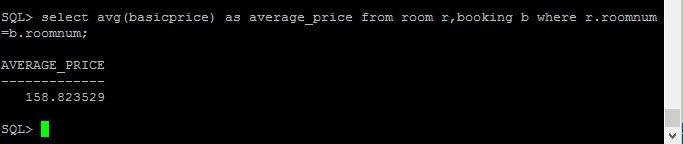 SQL> select avg(basicprice) as average_price from room r,booking b where r.roomnum
=b.roomnum;
AVERAGE_PRICE
-------------
158.823529
SQL>